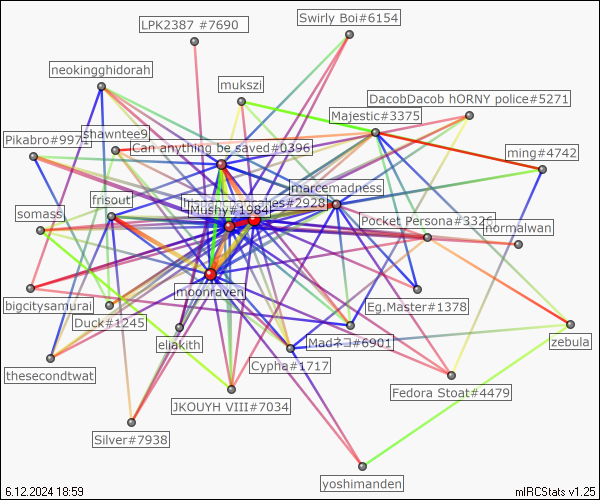 LPK2387 #7690
Swirly Boi#6154
neokingghidorah
mukszi
DacobDacob hORNY police#5271
Majestic#3375
Pikabro#9971
shawntee9
Can anything be saved#0396
ming#4742
marcemadness
frisout
#2928
Mushy#1984
somass
Pocket Persona#3326
normalwan
moonraven
bigcitysamurai
Eg.Master#1378
Duck#1245
eliakith
Madネコ#6901
zebula
Cypha#1717
thesecondtwat
Fedora Stoat#4479
JKOUYH VIII#7034
Silver#7938
yoshimanden
6.12.2024 18:59
mIRCStats v1.25